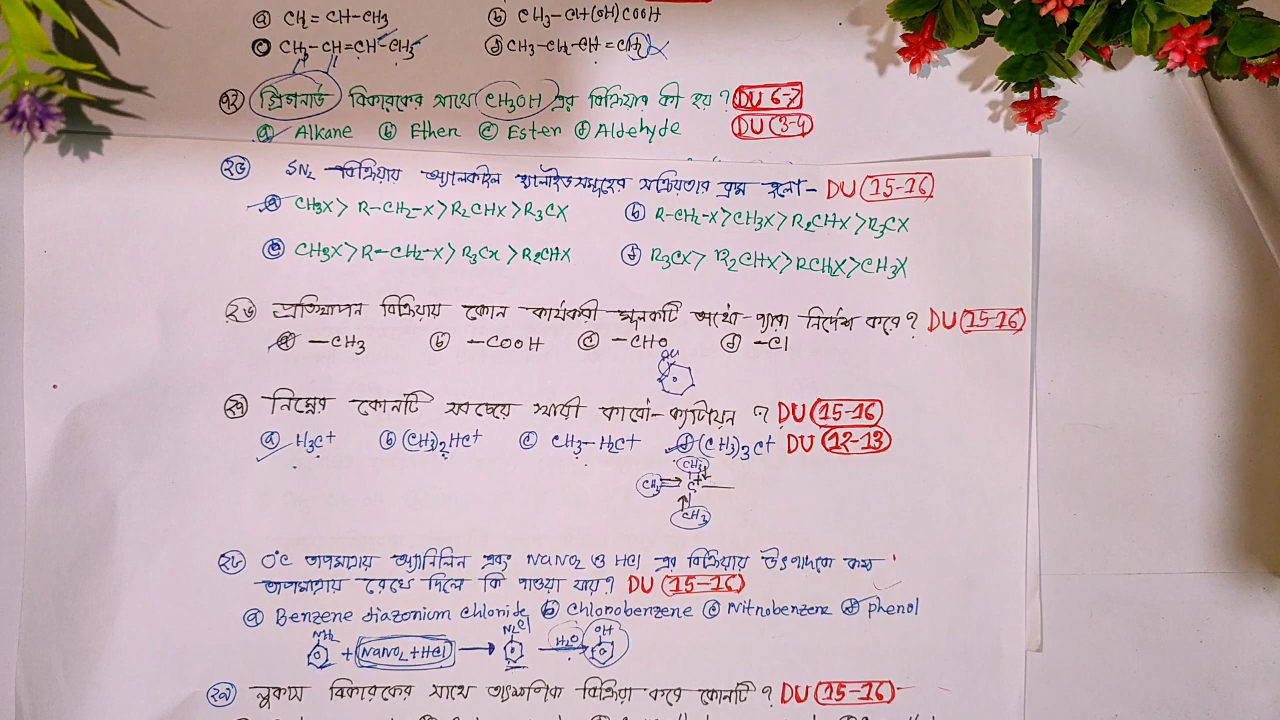 ⓐ CH₂=CH-CH₃ ⓑ CH₃-CH(OH)COOH
ⓒ CH₃-CH=CH-CH₃ ⓓ CH₃-CH₂-CH=CH₂
গ্রিগনার্ড বিকারকের সাথে CH₃OH এর বিক্রিয়ায় কী হয়? DU 6-7
ⓐ Alkane ⓑ Ether ⓒ Ester ⓓ Aldehyde DU (3-4)
SN₂ বিক্রিয়ায় অ্যালকাইল হ্যালাইডসমূহের সক্রিয়তার ক্রম হলো- DU (15-16)
ⓐ CH₃X > R-CH₂-X > R₂CHX > R₃CX ⓑ R-CH₂-X > CH₃X > R₂CHX > R₃CX
ⓒ CH₃X > R-CH₂-X > R₃Cx > R₂CHX ⓓ R₃CX > R₂CHX > RCH₂X > CH₃X
২৬ প্রতিস্থাপন বিক্রিয়ায় কোন কার্যকরী মূলকটি অর্থো-প্যারা নির্দেশ করে? DU (15-16)
ⓐ -CH₃ ⓑ -COOH ⓒ -CHO ⓓ -Cl
২৭ নিম্নের কোনটি সবচেয়ে স্থায়ী কার্বো-ক্যাটায়ন ? DU (15-16)
ⓐ H₃C+ ⓑ (CH₃)₂HC+ ⓒ CH₃-H₂C+ ⓓ (CH₃)₃C+ DU (12-13)
CH₃
CH₃ C+
CH₃
২৮ 0°C তাপমাত্রায় অ্যানিলিন এবং NaNO₂ ও HCl এর বিক্রিয়ায় উৎপাদকে কক্ষ
তাপমাত্রায় রেখে দিলে কি পাওয়া যায়? DU (15-16)
ⓐ Benzene diazonium chloride ⓑ Chlorobenzene ⓒ Nitrobenzene ⓓ phenol
NH₂ + NaNO₂+HCl → N₂Cl H₂O → OH
২৯ লুকাস বিকারকের সাথে তাৎক্ষণিক বিক্রিয়া করে কোনটি? DU (15-16)